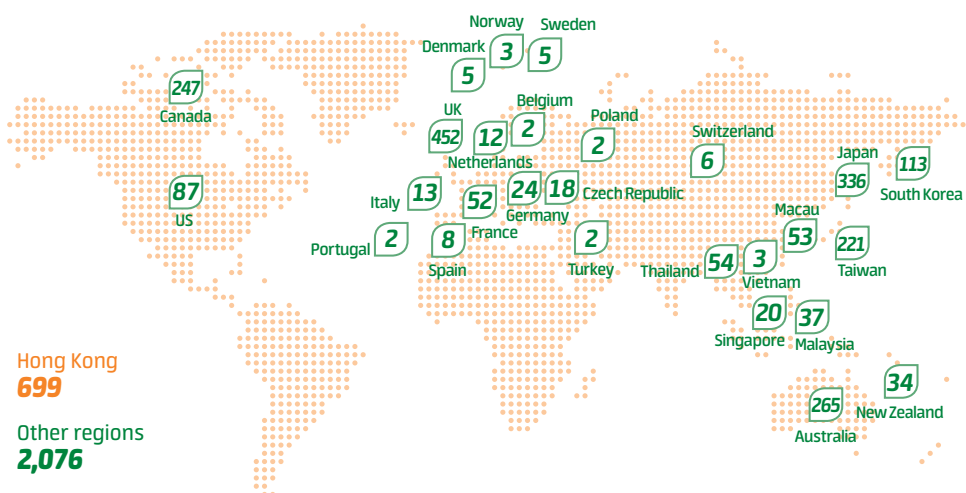 Norway
3
Sweden
5
Denmark
5
247
Canada
UK
452
12
Netherlands
Belgium
2
Poland
2
Switzerland
6
Japan
336
113
South Korea
87
US
Italy
13
52
France
24
Germany
18
Czech Republic
Portugal
2
8
Spain
2
Turkey
Macau
53
221
Taiwan
Thailand
54
3
Vietnam
20
Singapore
37
Malaysia
Hong Kong
699
34
New Zealand
265
Australia
Other regions
2,076